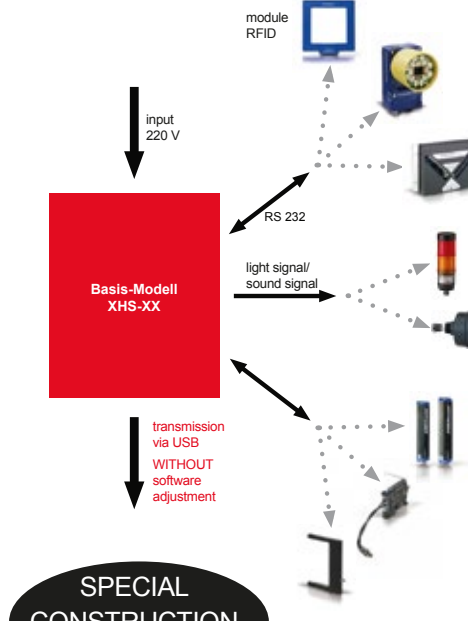 module
RFID
input
220 V
RS 232
Basis-Modell
XHS-XX
light signal/
sound signal
transmission
via USB
WITHOUT
software
adjustment
SPECIAL
CONSTRUCTION